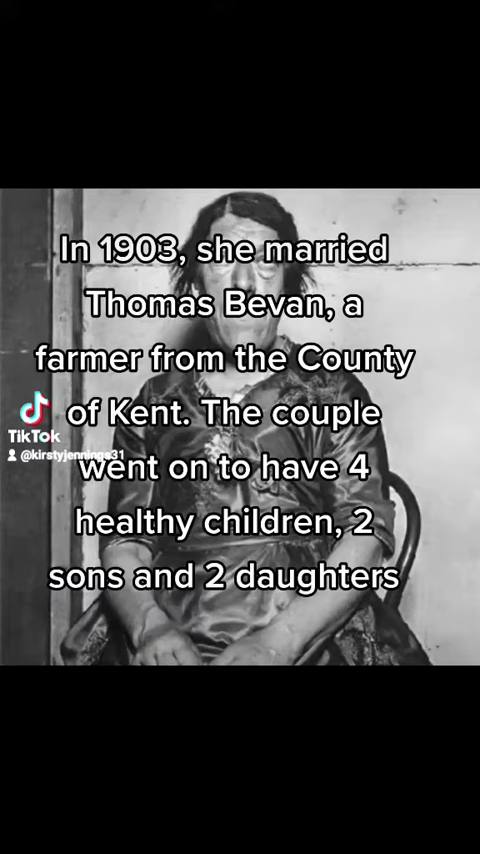 In 1903, she married
Thomas Bevan, a
farmer from the County
of Kent. The couple
went on to have 4
healthy children, 2
sons and 2 daughters
TikTok
@kirstyjennings31